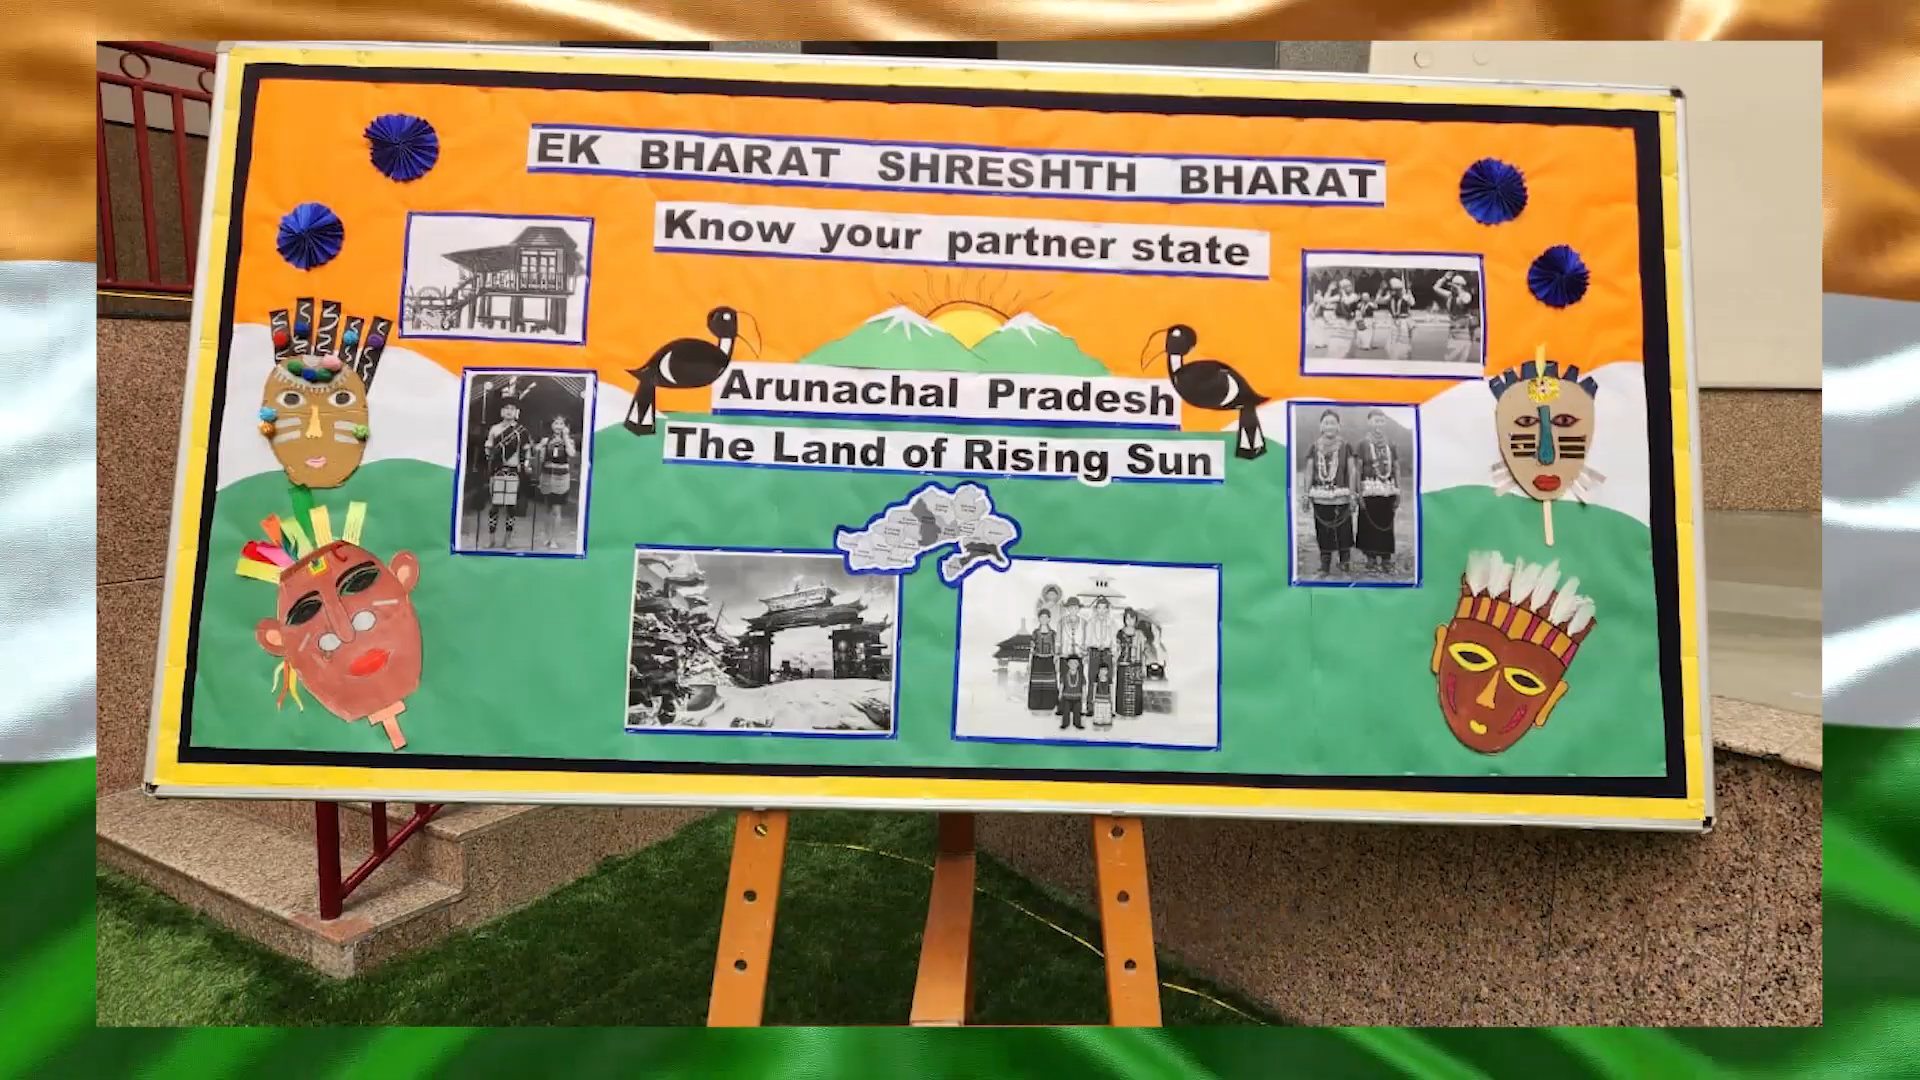 EK BHARAT SHRESHTH BHARAT
Know your partner state
Arunachal Pradesh
The Land of Rising Sun